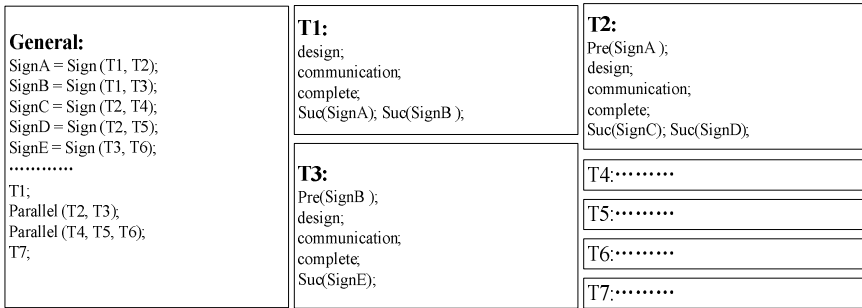 General:
SignA = Sign (T1, T2);
SignB = Sign (T1, T3);
SignC = Sign (T2, T4);
SignD = Sign (T2, T5);
SignE = Sign (T3, T6);
…………
T1;
Parallel (T2, T3);
Parallel (T4, T5, T6);
T7;
T1:
design;
communication;
complete;
Suc(SignA); Suc(SignB );
T3:
Pre(SignB );
design;
communication;
complete;
Suc(SignE);
T2:
Pre(SignA );
design;
communication;
complete;
Suc(SignC); Suc(SignD);
T4:………
T5:………
T6:………
T7:………